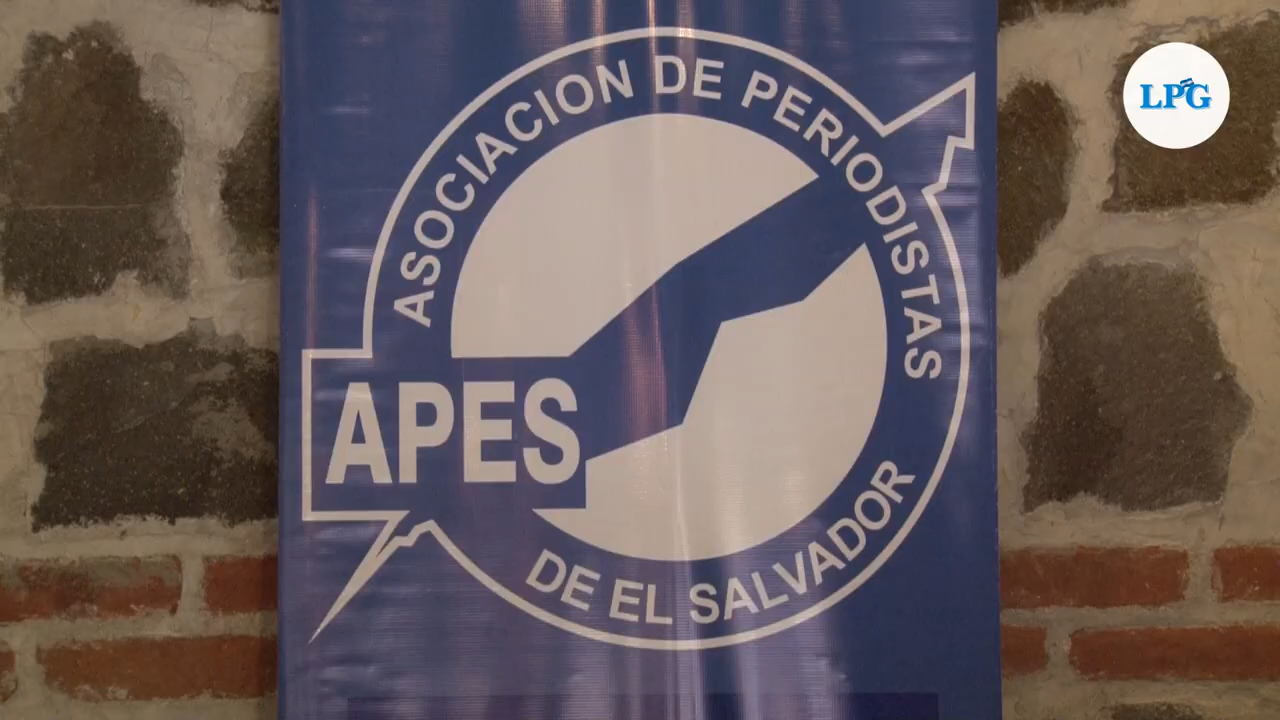 LPG
ASOCIACION DE PERIODISTAS
APES
DE EL SALVADOR